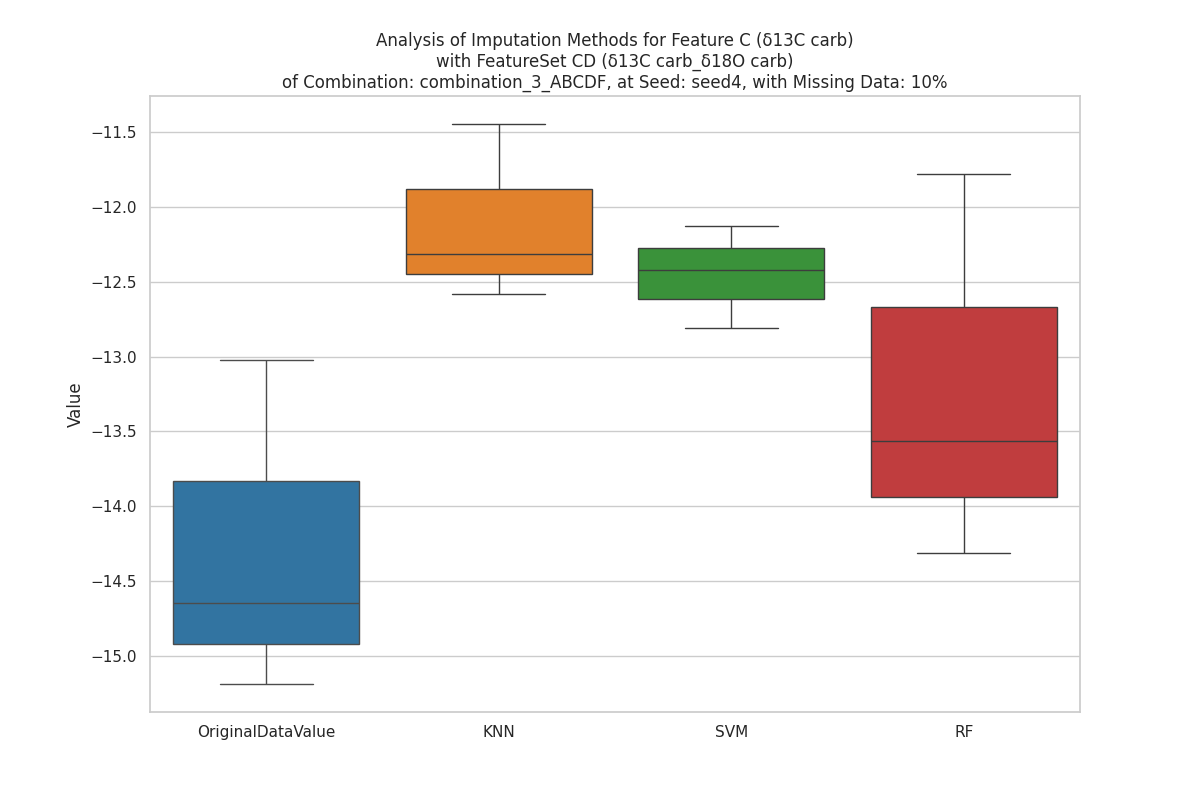 Analysis of Imputation Methods for Feature C (δ13C carb)
with FeatureSet CD (δ13C carb_δ18O carb)
of Combination: combination_3_ABCDF, at Seed: seed4, with Missing Data: 10%
−11.5
−12.0
−12.5
−13.0
−13.5
−14.0
−14.5
−15.0
Value
OriginalDataValue
KNN
SVM
RF